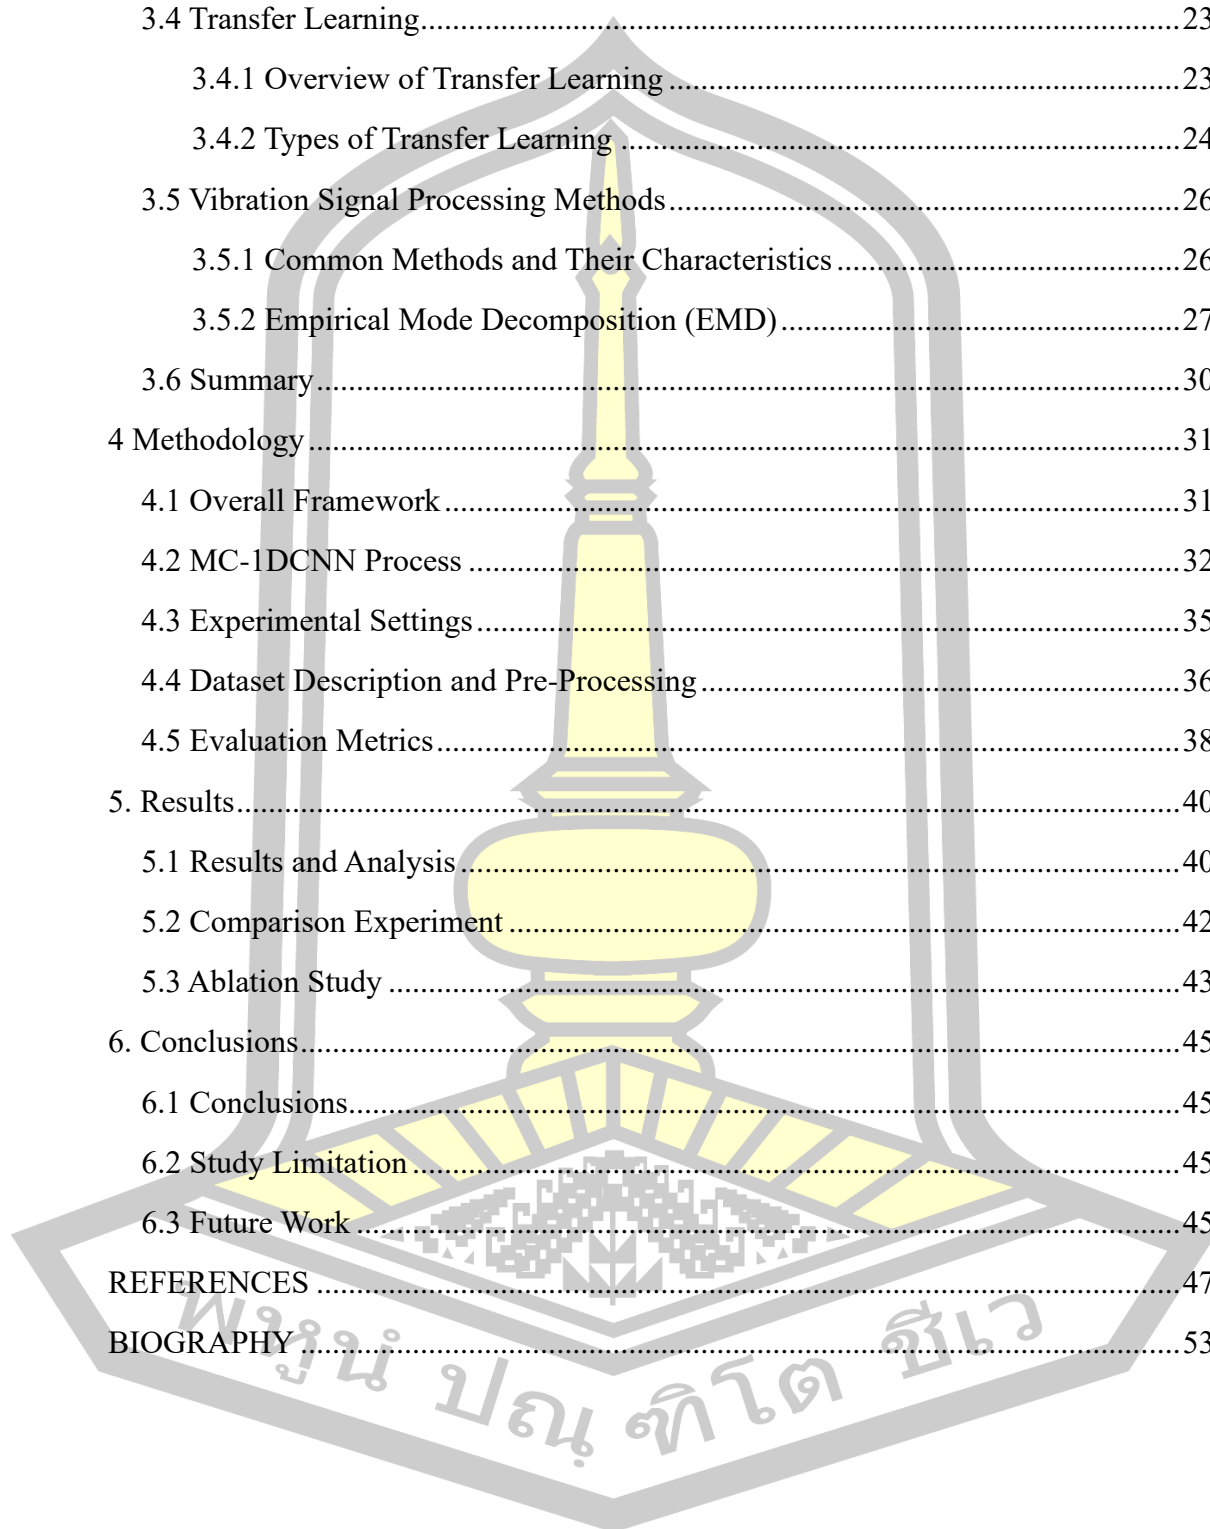 3.4 Transfer Learning........................................................................23
3.4.1 Overview of Transfer Learning........................................................................23
3.4.2 Types of Transfer Learning........................................................................24
3.5 Vibration Signal Processing Methods........................................................................26
3.5.1 Common Methods and Their Characteristics........................................................................26
3.5.2 Empirical Mode Decomposition (EMD)........................................................................27
3.6 Summary........................................................................30
4 Methodology........................................................................31
4.1 Overall Framework........................................................................31
4.2 MC-1DCNN Process........................................................................32
4.3 Experimental Settings........................................................................35
4.4 Dataset Description and Pre-Processing........................................................................36
4.5 Evaluation Metrics........................................................................38
5. Results........................................................................40
5.1 Results and Analysis........................................................................40
5.2 Comparison Experiment........................................................................42
5.3 Ablation Study........................................................................43
6. Conclusions........................................................................45
6.1 Conclusions........................................................................45
6.2 Study Limitation........................................................................45
6.3 Future Work........................................................................45
REFERENCES........................................................................47
BIOGRAPHY........................................................................53
พหูนํ ปณฺฑิโต ชีเว